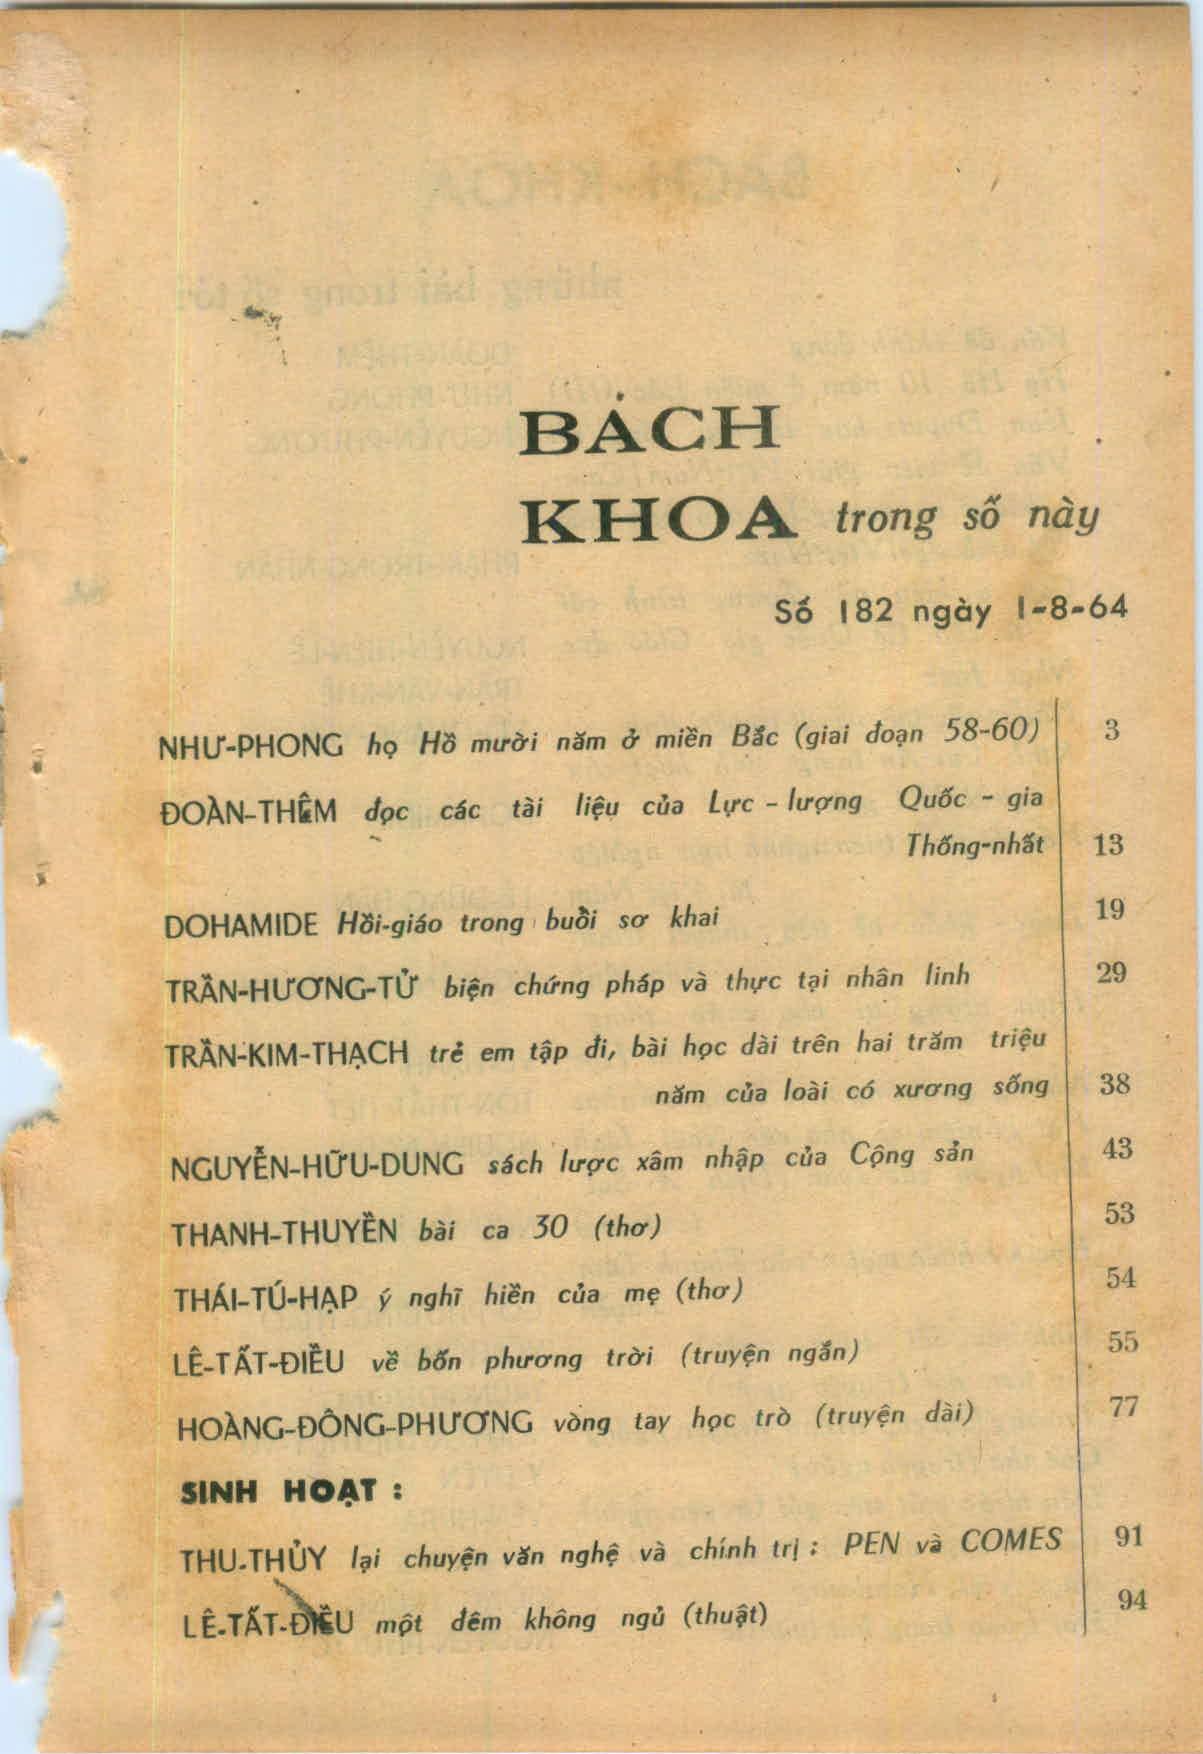 BÁCH
KHOA trong số này
Số 182 ngày 1-8-64
NHƯ-PHONG họ Hồ mười năm ở miền Bắc (giai đoạn 58-60) 3
ĐOÀN-THÊM đọc các tài liệu của Lực - lượng Quốc - gia
Thống-nhất 13
DOHAMIDE Hồi-giáo trong buổi sơ khai 19
TRẦN-HƯƠNG-TỬ biện chứng pháp và thực tại nhân linh 29
TRẦN-KIM-THẠCH trẻ em tập đi, bài học dài trên hai trăm triệu
năm của loài có xương sống 38
NGUYỄN-HỮU-DUNG sách lược xâm nhập của Cộng sản 43
THANH-THUYỀN bài ca 30 (thơ) 53
THÁI-TÚ-HẠP ý nghĩ hiền của mẹ (thơ) 54
LÊ-TẤT-ĐIỀU về bốn phương trời (truyện ngắn) 55
HOÀNG-ĐÔNG-PHƯƠNG vòng tay học trò (truyện dài) 77
SINH HOẠT :
THU-THỦY lại chuyện văn nghệ và chính trị : PEN và COMES 91
LÊ-TẤT-ĐIỀU một đêm không ngủ (thuật) 94